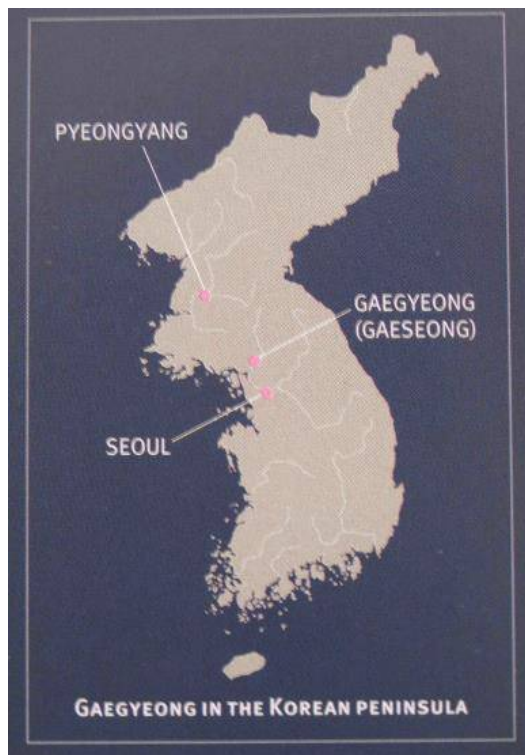 PYEONGYANG
GAEGYEONG
(GAESEONG)
SEOUL
GAEGYEONG IN THE KOREAN PENINSULA